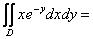 ∬_D xe^{-y}dxdy =